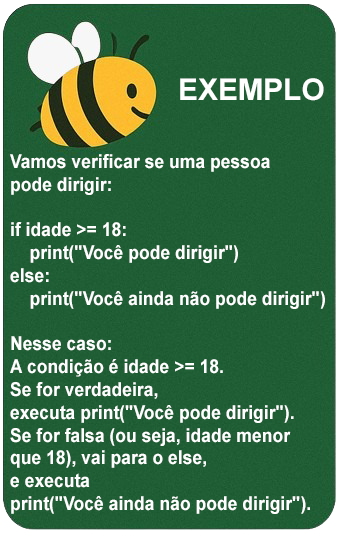 EXEMPLO
Vamos verificar se uma pessoa
pode dirigir:
if idade >= 18:
print("Você pode dirigir")
else:
print("Você ainda não pode dirigir")
Nesse caso:
A condição é idade >= 18.
Se for verdadeira,
executa print("Você pode dirigir").
Se for falsa (ou seja, idade menor
que 18), vai para o else,
e executa
print("Você ainda não pode dirigir").